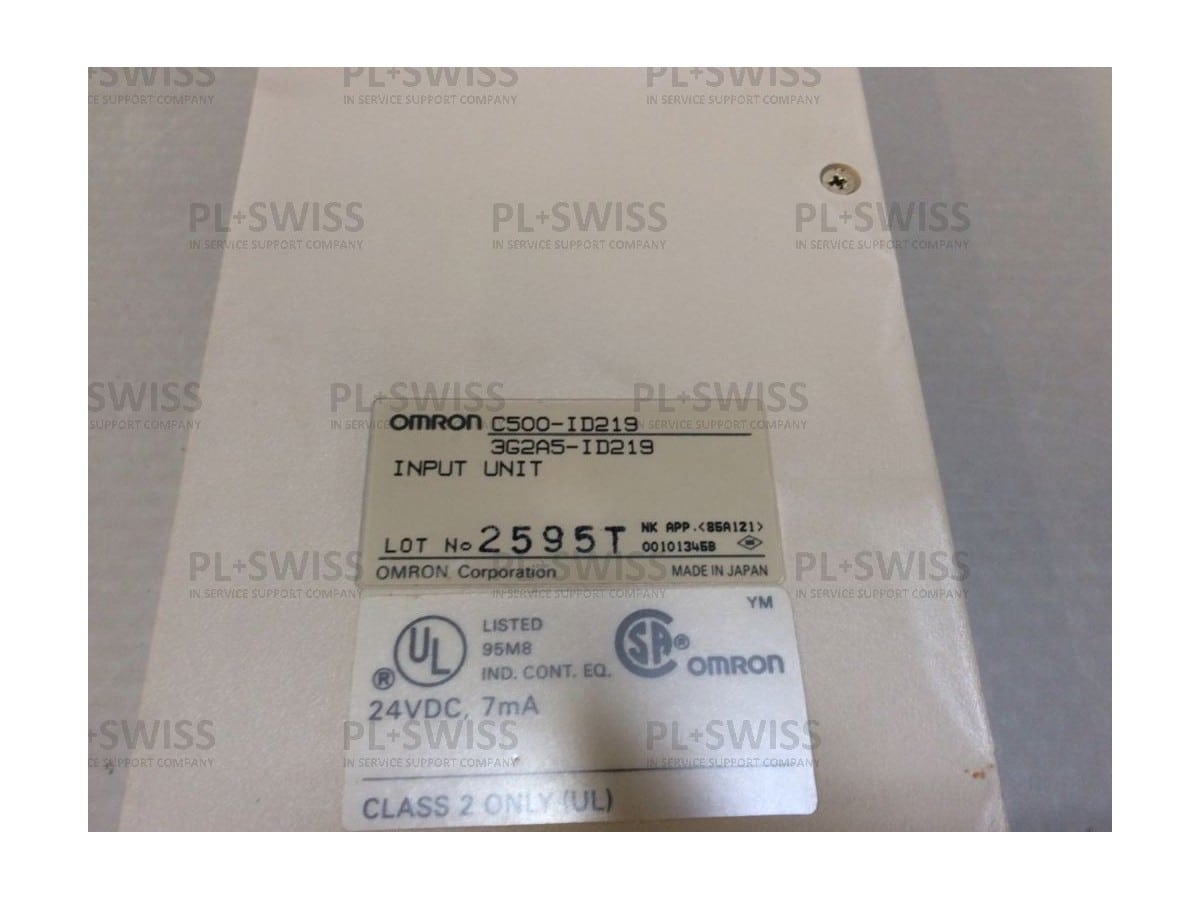 PL+SWISS
IN SERVICE SUPPORT COMPANY
OMRON C500-ID219
3G2A5-ID219
INPUT UNIT
NK APP.<85A121>
LOT No 2595T 00101345B
OMRON Corporation MADE IN JAPAN
YM
UL LISTED
95M8
IND. CONT. EQ.
® SA ® OMRON
24VDC, 7mA
CLASS 2 ONLY (UL)